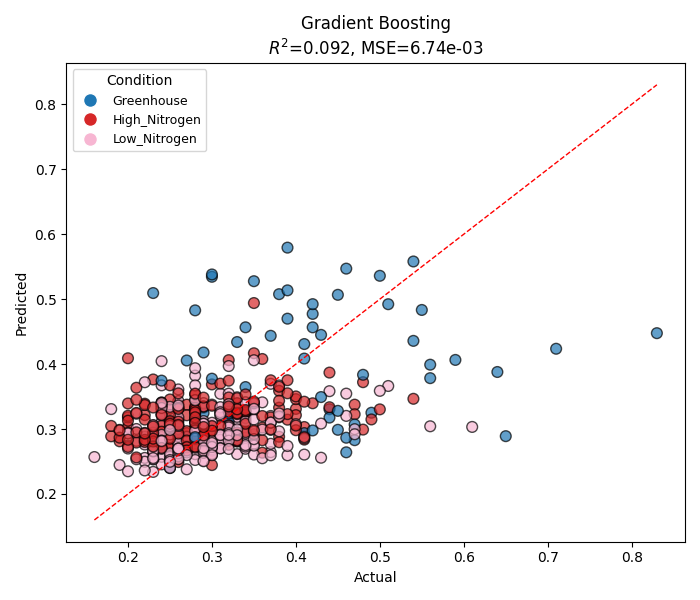 Gradient Boosting
R²=0.092, MSE=6.74e-03
Condition
Greenhouse
High_Nitrogen
Low_Nitrogen
0.8
0.7
0.6
0.5
0.4
0.3
0.2
Predicted
0.2 0.3 0.4 0.5 0.6 0.7 0.8
Actual